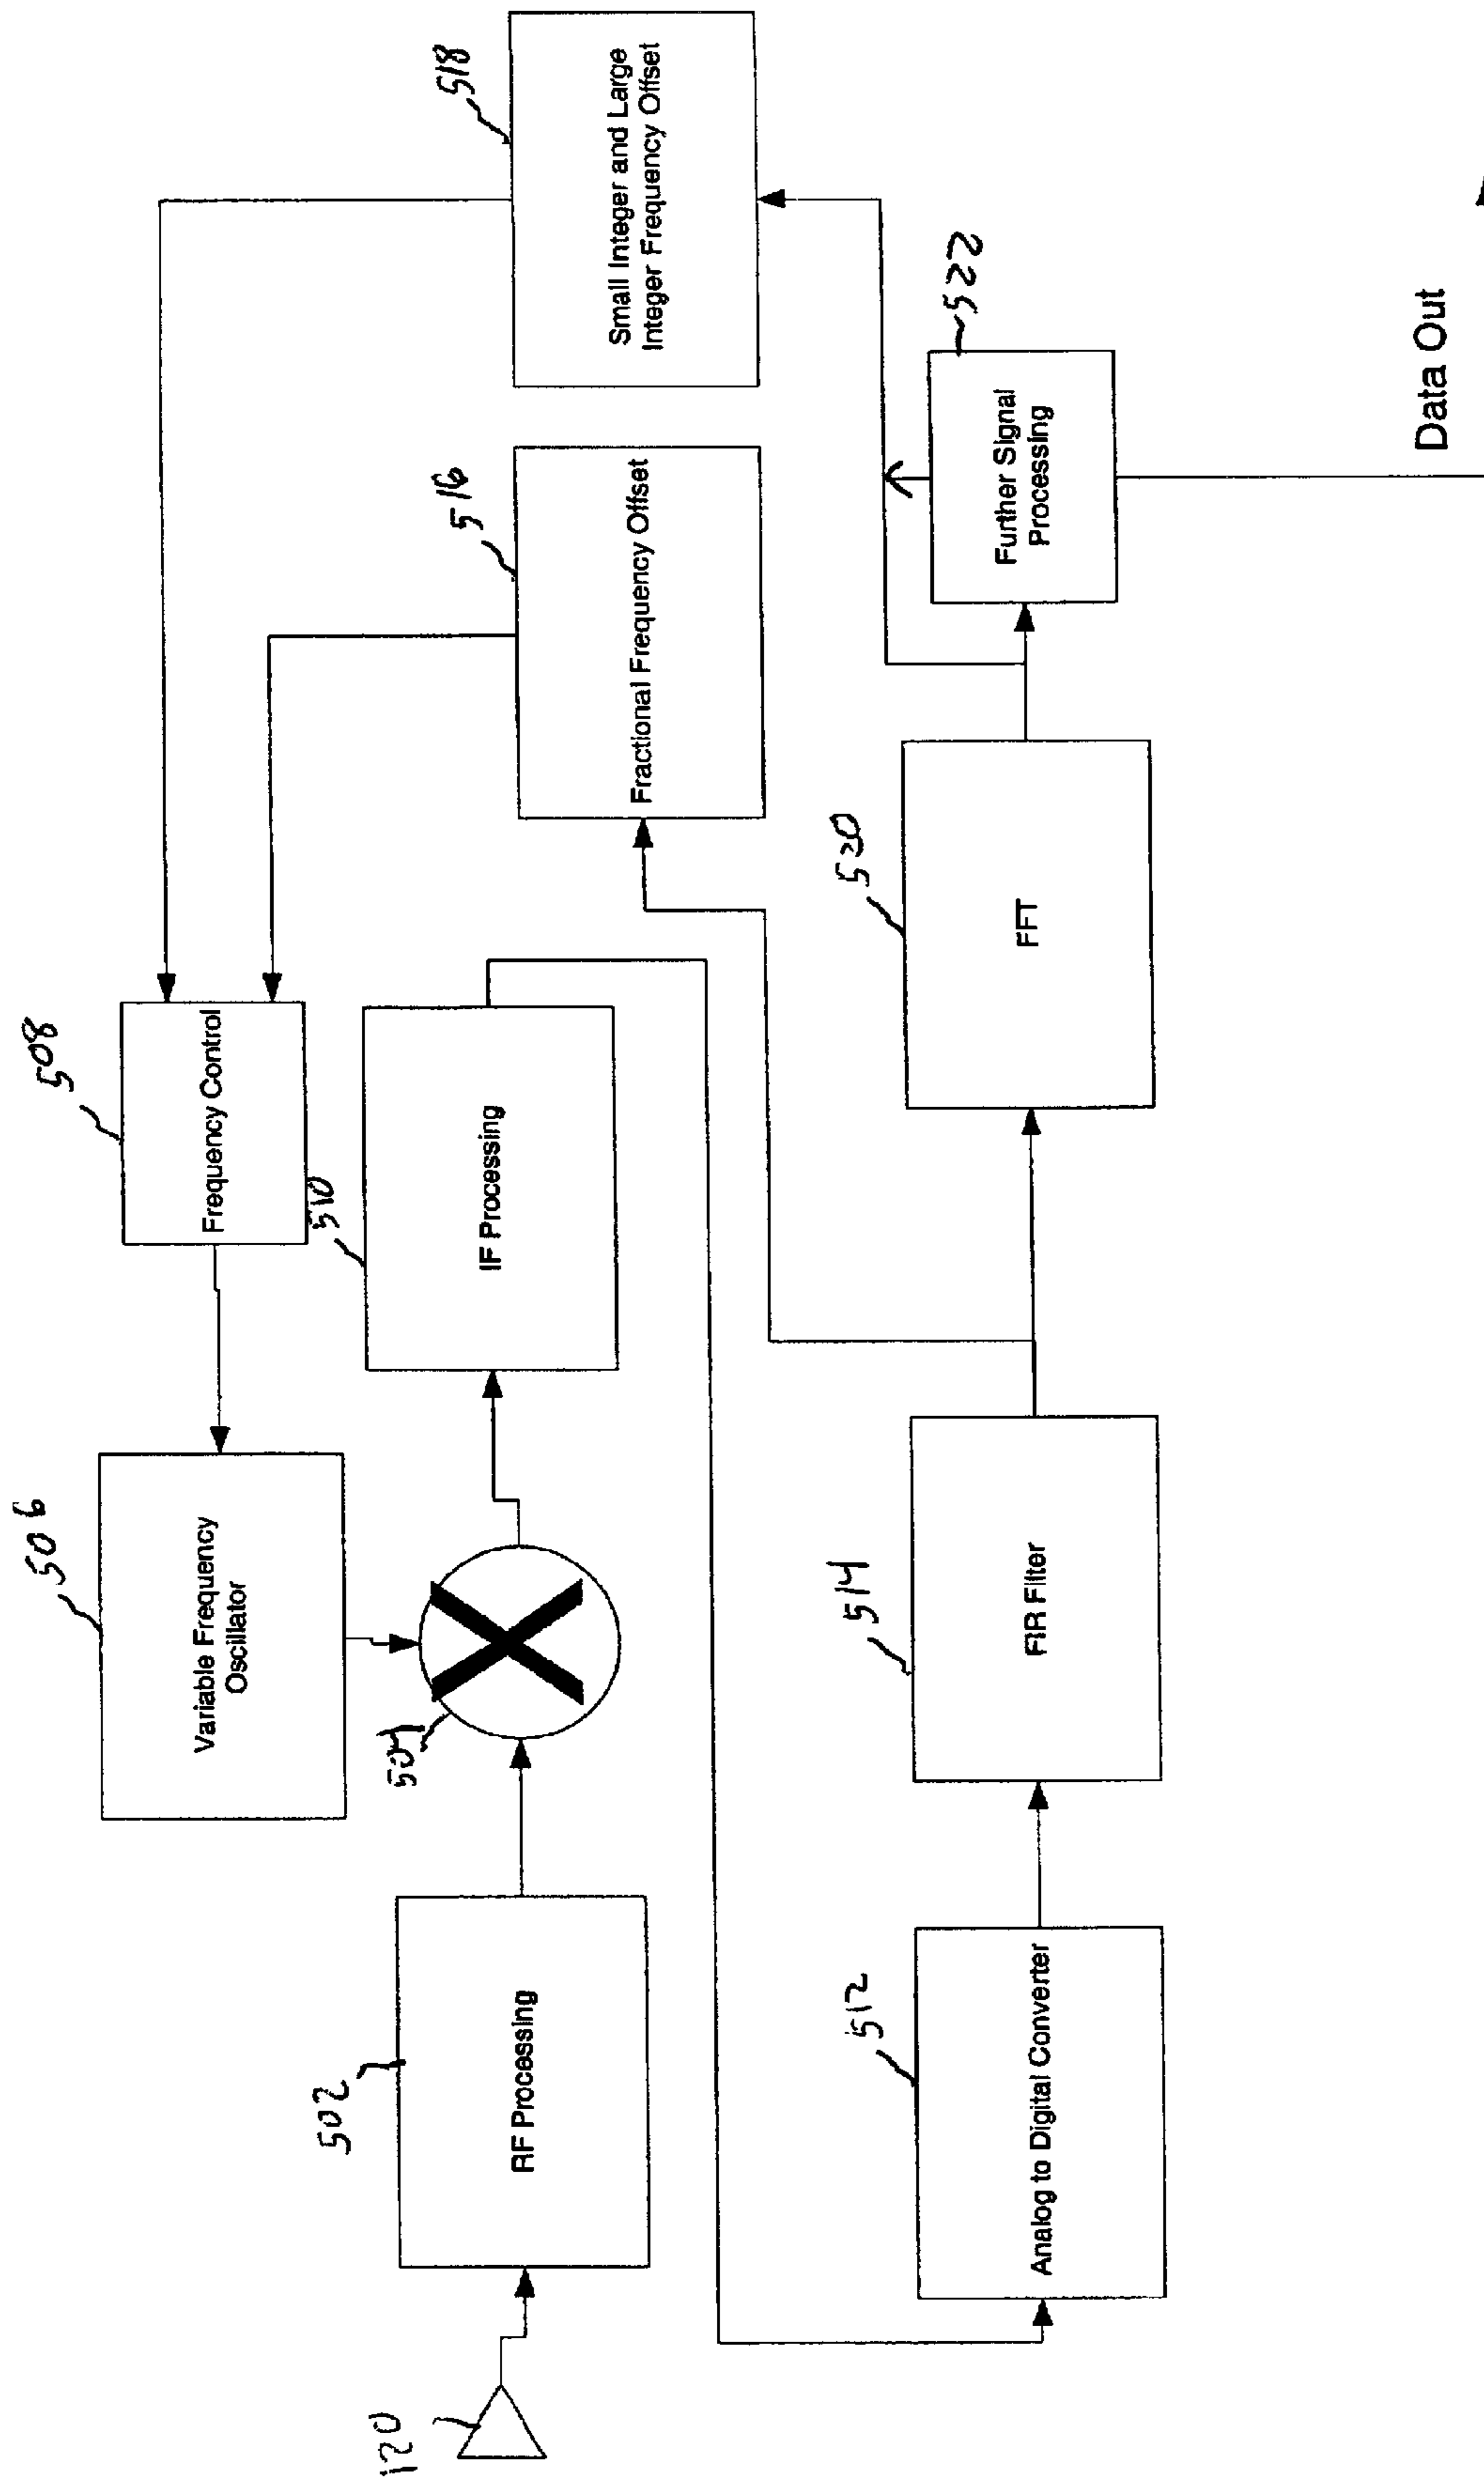 506
Variable Frequency
Oscillator
508
Frequency Control
518
Small Integer and Large
Integer Frequency Offset
516
Fractional Frequency Offset
510
IF Processing
504
120
502
RF Processing
512
Analog to Digital Converter
514
FIR Filter
520
FFT
522
Further Signal
Processing
Data Out